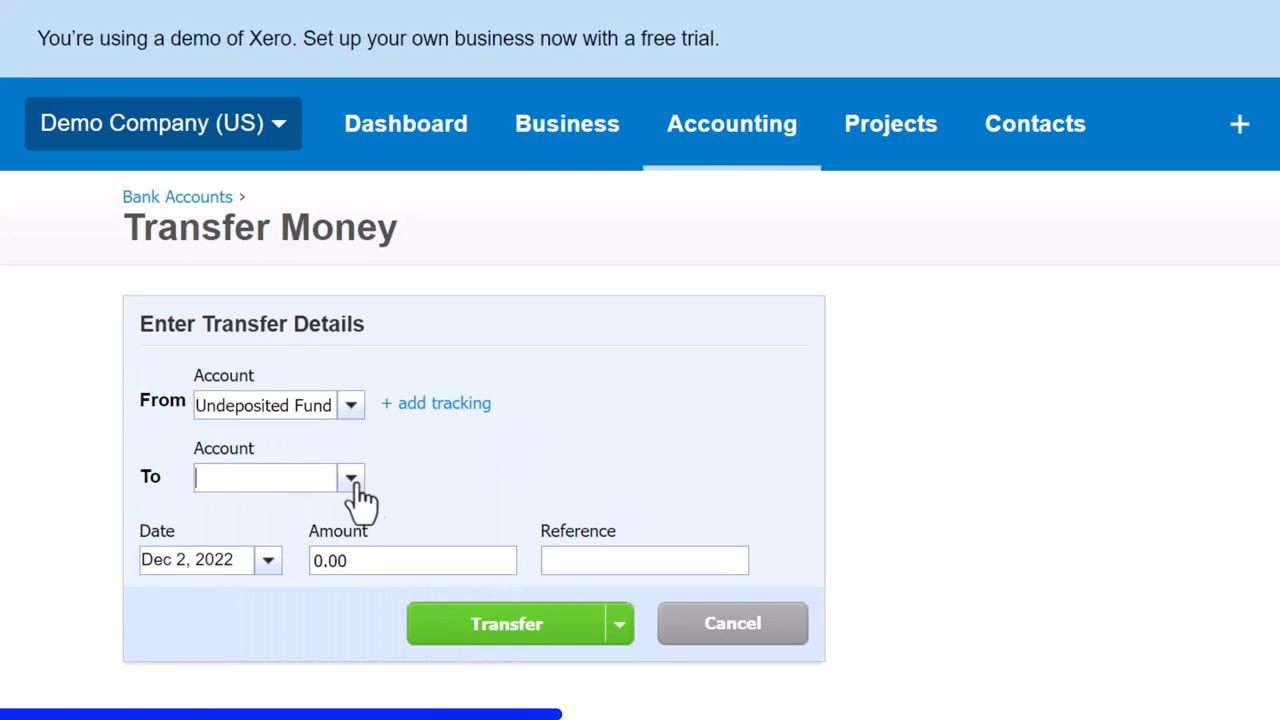 You're using a demo of Xero. Set up your own business now with a free trial.
Demo Company (US) Dashboard Business Accounting Projects Contacts +
Bank Accounts ›
Transfer Money
Enter Transfer Details
Account
From Undeposited Fund + add tracking
Account
To
Date Amount Reference
Dec 2, 2022 0.00
Transfer Cancel